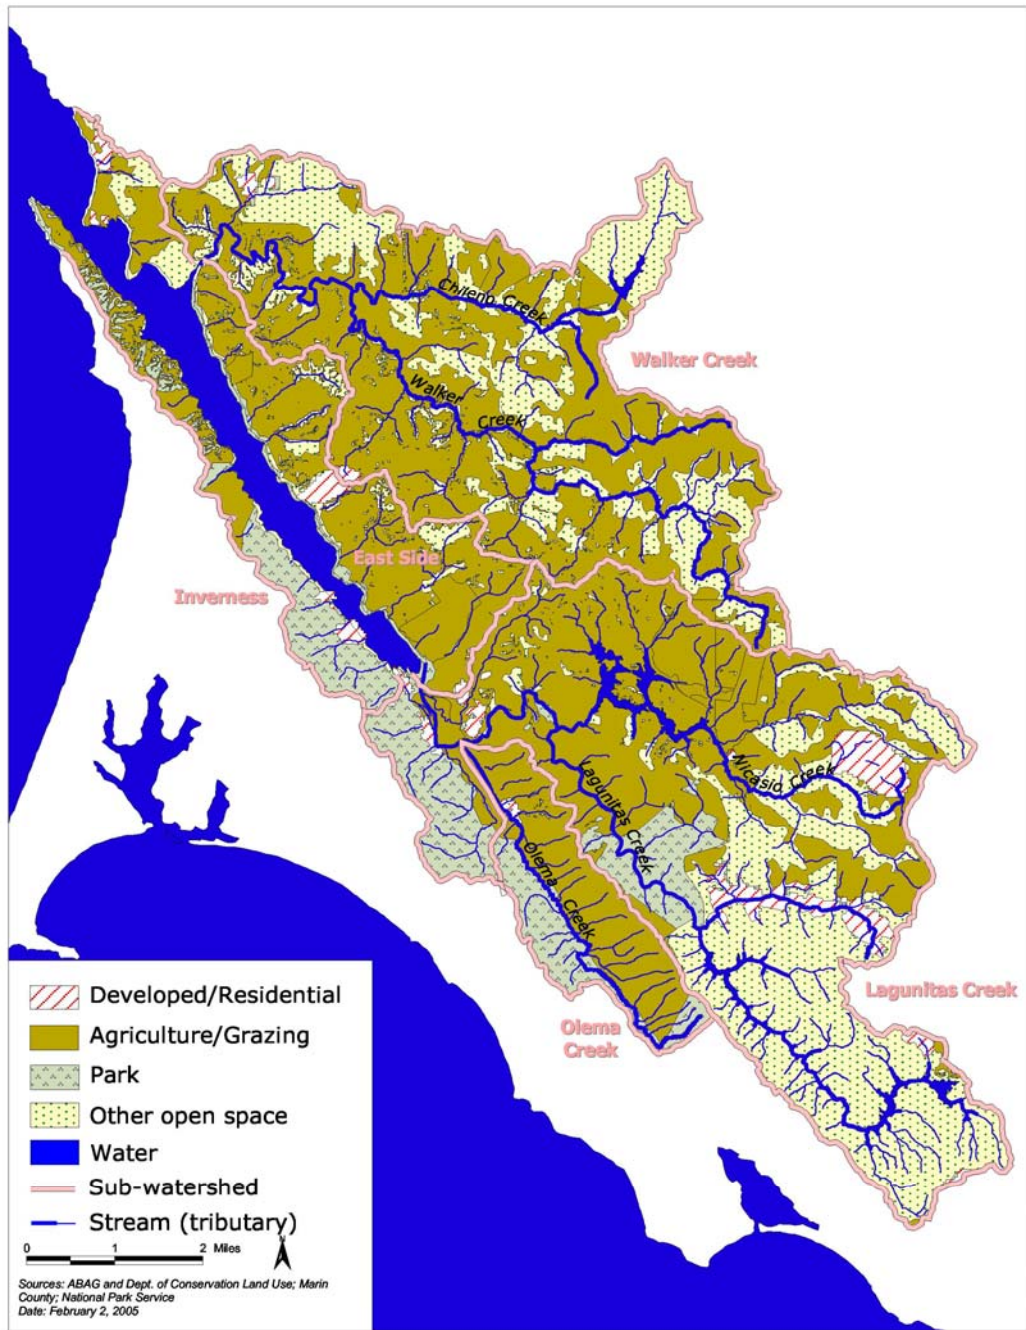 Chileno Creek
Walker Creek
Walker
Creek
East Side
Inverness
Nicasio Creek
Lagunitas Creek
Olema Creek
Lagunitas Creek
Olema
Creek
Developed/Residential
Agriculture/Grazing
Park
Other open space
Water
Sub-watershed
Stream (tributary)
0 1 2 Miles
N
Sources: ABAG and Dept. of Conservation Land Use; Marin
County; National Park Service
Date: February 2, 2005